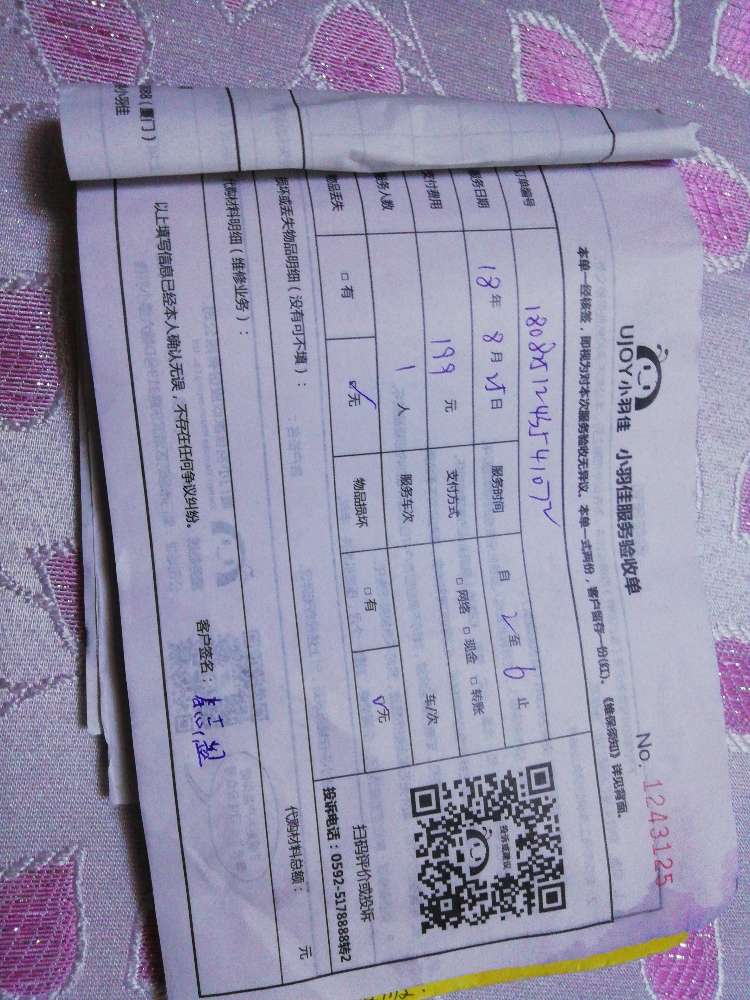 UJOY小羽佳 小羽佳服务验收单
No. 1243125
本单一经核签，即视为对本次服务验收无异议。本单一式两份，客户留存一份(红)。《维保须知》详见背面。
订单编号
服务日期 18年 8月 25日 服务时间 自 2 至 6 止
支付费用 199 元 支付方式 □网络 □现金 □转账
服务人数 1 人 服务车次 车/次
物品丢失 □有 ☑无 物品损坏 □有 ☑无
扫码评价或投诉
投诉电话：0592-5178888转2
损坏或丢失物品明细（没有可不填）：
代购材料明细（维修业务）：
代购材料总额： 元
以上填写信息已经本人确认无误，不存在任何争议纠纷。
客户签名：
(厦门)
小羽佳